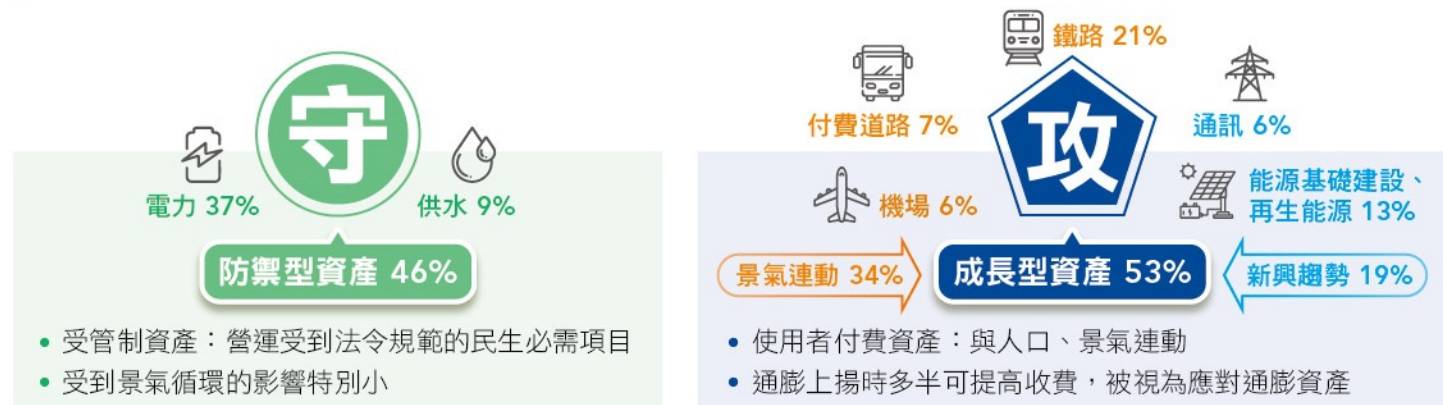 守
電力 37%
供水 9%
防禦型資產 46%
• 受管制資產：營運受到法令規範的民生必需項目
• 受到景氣循環的影響特別小
鐵路 21%
付費道路 7%
攻
通訊 6%
機場 6%
能源基礎建設、
再生能源 13%
景氣連動 34%
成長型資產 53%
新興趨勢 19%
• 使用者付費資產：與人口、景氣連動
• 通膨上揚時多半可提高收費，被視為應對通膨資產